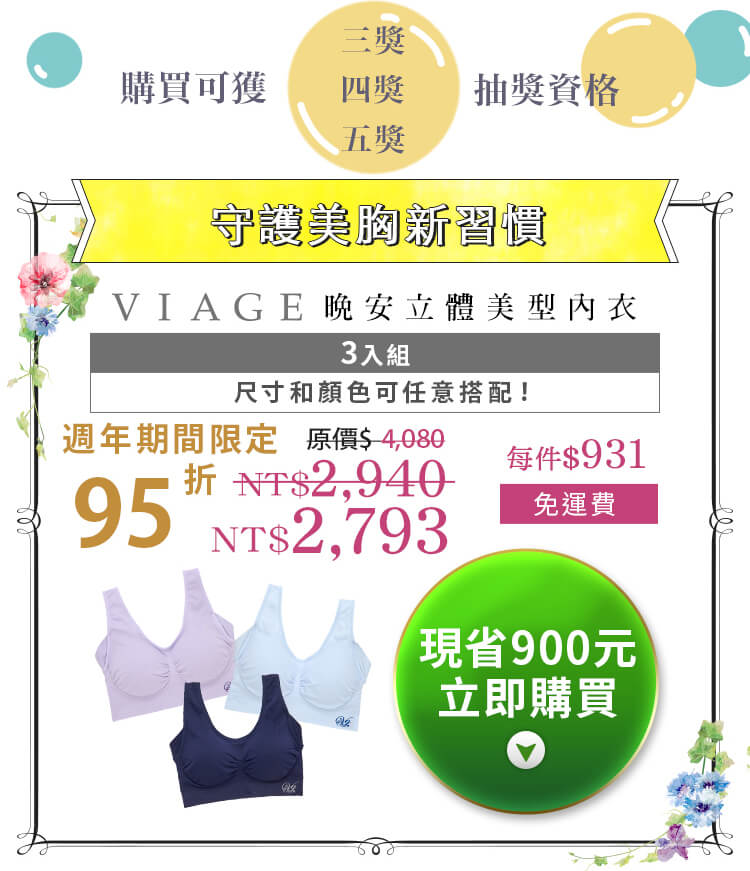 三獎
購買可獲 四獎 抽獎資格
五獎
守護美胸新習慣
VIAGE 晚安立體美型內衣
3入組
尺寸和顏色可任意搭配！
週年期間限定 原價$ 4,080
95折 NT$2,940
NT$2,793
每件$931
免運費
現省900元
立即購買